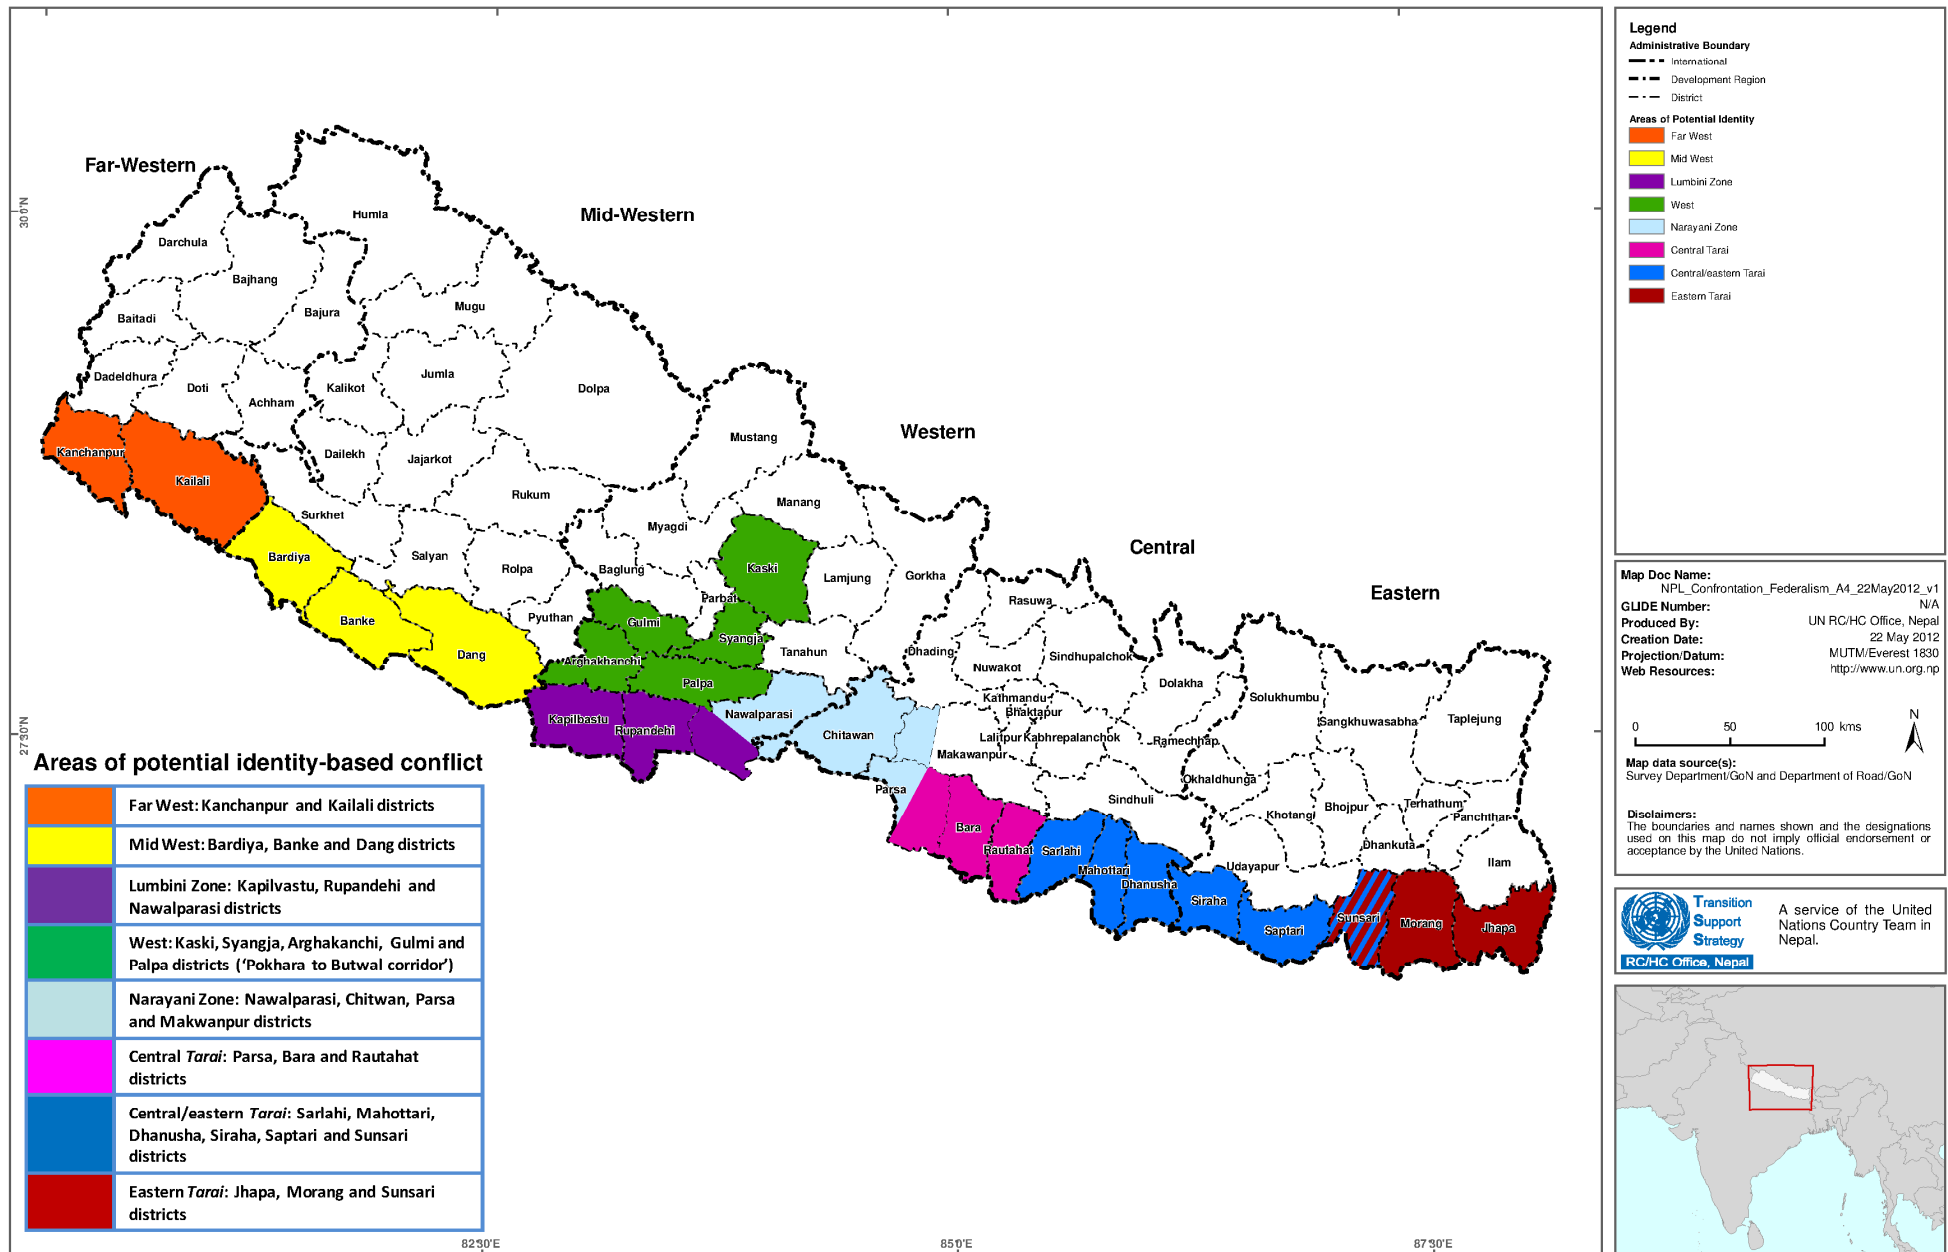 Far-Western
Mid-Western
Western
Central
Eastern
30°0'N
27°30'N
82°30'E
85°0'E
87°30'E
Humla
Darchula
Bajhang
Bajura
Mugu
Baitadi
Dadeldhura
Doti
Achham
Kalikot
Jumla
Dolpa
Kanchanpur
Kailali
Dailekh
Jajarkot
Mustang
Rukum
Surkhet
Manang
Myagdi
Bardiya
Salyan
Rolpa
Baglung
Kaski
Lamjung
Gorkha
Parbat
Banke
Pyuthan
Gulmi
Syangja
Rasuwa
Dang
Arghakhanchi
Tanahun
Dhading
Nuwakot
Sindhupalchok
Palpa
Dolakha
Solukhumbu
Kathmandu
Bhaktapur
Kapilbastu
Rupandehi
Nawalparasi
Chitawan
Lalitpur
Kabhrepalanchok
Ramechhap
Sangkhuwasabha
Taplejung
Makawanpur
Okhaldhunga
Parsa
Sindhuli
Khotang
Bhojpur
Terhathum
Panchthar
Bara
Rautahat
Sarlahi
Mahottari
Dhanusha
Dhankuta
Udayapur
Ilam
Siraha
Saptari
Sunsari
Morang
Jhapa
Areas of potential identity-based conflict
Far West: Kanchanpur and Kailali districts
Mid West: Bardiya, Banke and Dang districts
Lumbini Zone: Kapilvastu, Rupandehi and
Nawalparasi districts
West: Kaski, Syangja, Arghakanchi, Gulmi and
Palpa districts (‘Pokhara to Butwal corridor’)
Narayani Zone: Nawalparasi, Chitwan, Parsa
and Makwanpur districts
Central Tarai: Parsa, Bara and Rautahat
districts
Central/eastern Tarai: Sarlahi, Mahottari,
Dhanusha, Siraha, Saptari and Sunsari
districts
Eastern Tarai: Jhapa, Morang and Sunsari
districts
Legend
Administrative Boundary
International
Development Region
District
Areas of Potential Identity
Far West
Mid West
Lumbini Zone
West
Narayani Zone
Central Tarai
Central/eastern Tarai
Eastern Tarai
Map Doc Name:
NPL_Confrontation_Federalism_A4_22May2012_v1
GLIDE Number: N/A
Produced By: UN RC/HC Office, Nepal
Creation Date: 22 May 2012
Projection/Datum: MUTM/Everest 1830
Web Resources: http://www.un.org.np
0 50 100 kms
N
Map data source(s):
Survey Department/GoN and Department of Road/GoN
Disclaimers:
The boundaries and names shown and the designations
used on this map do not imply official endorsement or
acceptance by the United Nations.
Transition
Support
Strategy
RC/HC Office, Nepal
A service of the United
Nations Country Team in
Nepal.